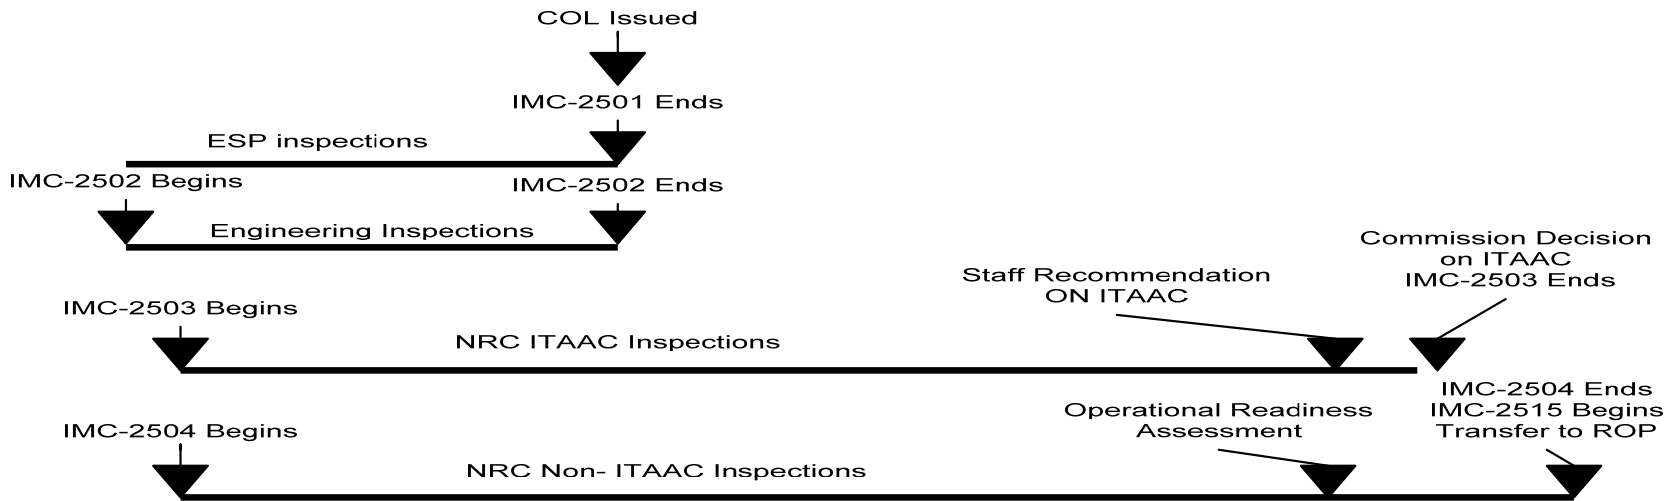 COL Issued
IMC-2501 Ends
ESP inspections
IMC-2502 Begins
IMC-2502 Ends
Engineering Inspections
Commission Decision
on ITAAC
IMC-2503 Ends
Staff Recommendation
ON ITAAC
IMC-2503 Begins
NRC ITAAC Inspections
IMC-2504 Ends
IMC-2515 Begins
Transfer to ROP
Operational Readiness
Assessment
IMC-2504 Begins
NRC Non- ITAAC Inspections